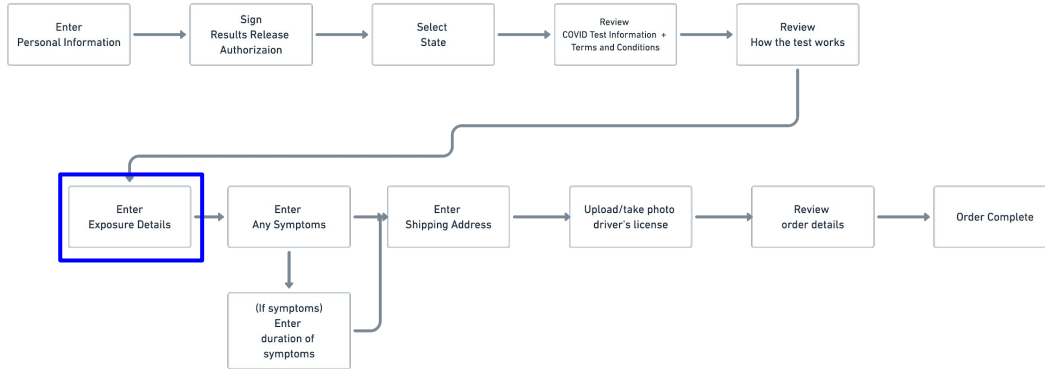 Enter
Personal Information
Sign
Results Release
Authorizaion
Select
State
Review
COVID Test Information +
Terms and Conditions
Review
How the test works
Enter
Exposure Details
Enter
Any Symptoms
Enter
Shipping Address
Upload/take photo
driver's license
Review
order details
Order Complete
(If symptoms)
Enter
duration of
symptoms